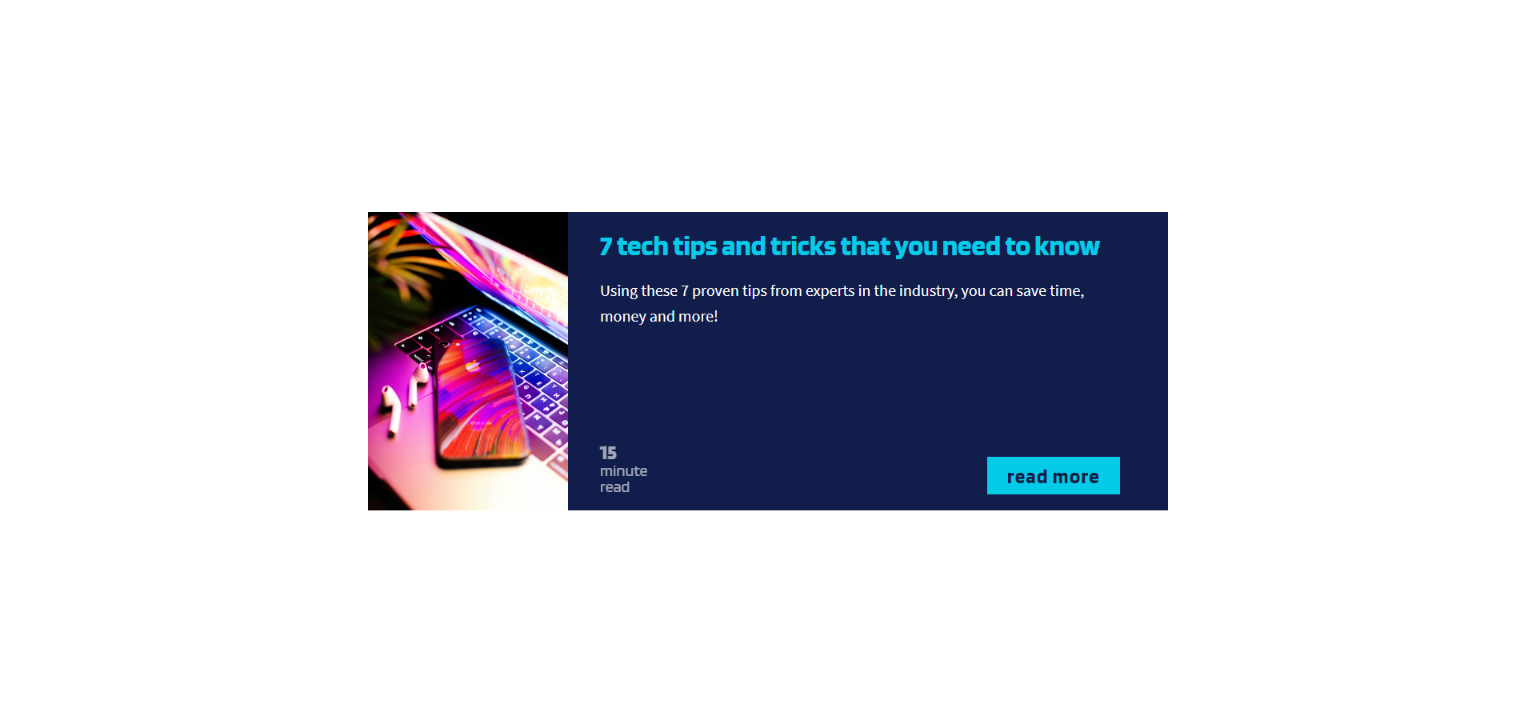 7 tech tips and tricks that you need to know
Using these 7 proven tips from experts in the industry, you can save time,
money and more!
15
minute
read
read more